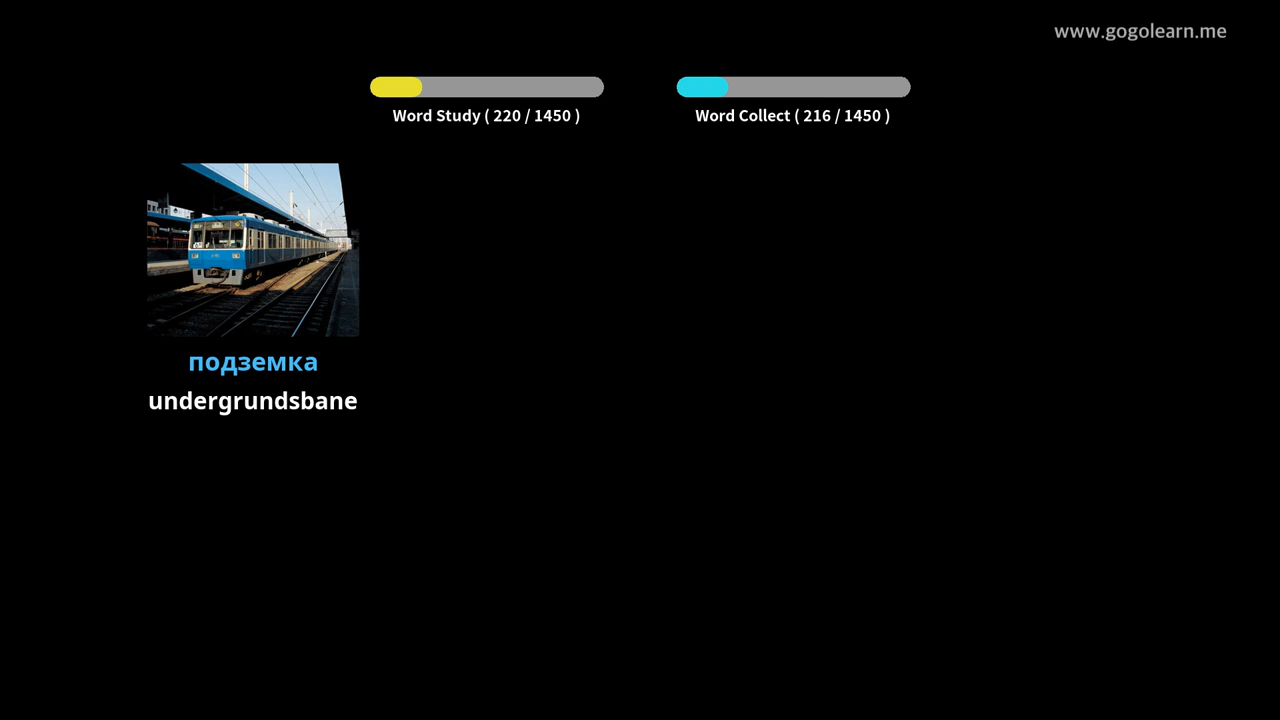 www.gogolearn.me
Word Study ( 220 / 1450 )
Word Collect ( 216 / 1450 )
подземка
undergrundsbane